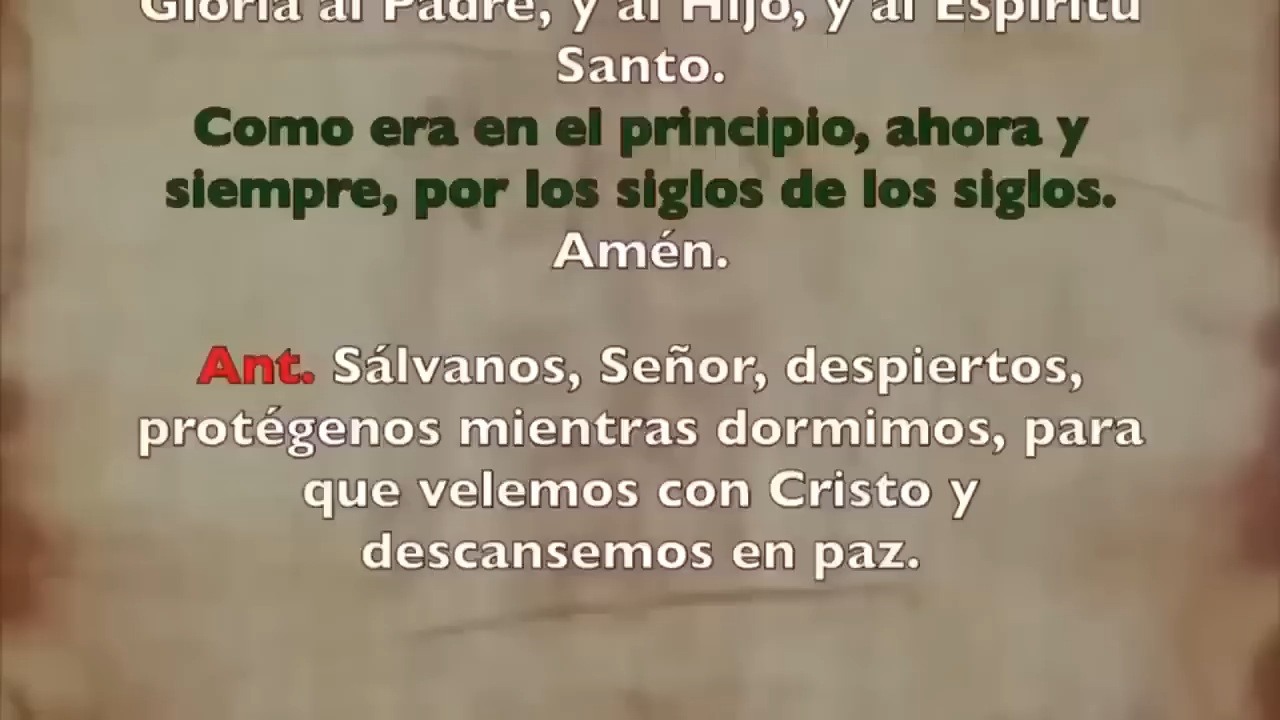 Gloria al Padre, y al Hijo, y al Espíritu
Santo.
Como era en el principio, ahora y
siempre, por los siglos de los siglos.
Amén.
Ant. Sálvanos, Señor, despiertos,
protégenos mientras dormimos, para
que velemos con Cristo y
descansemos en paz.